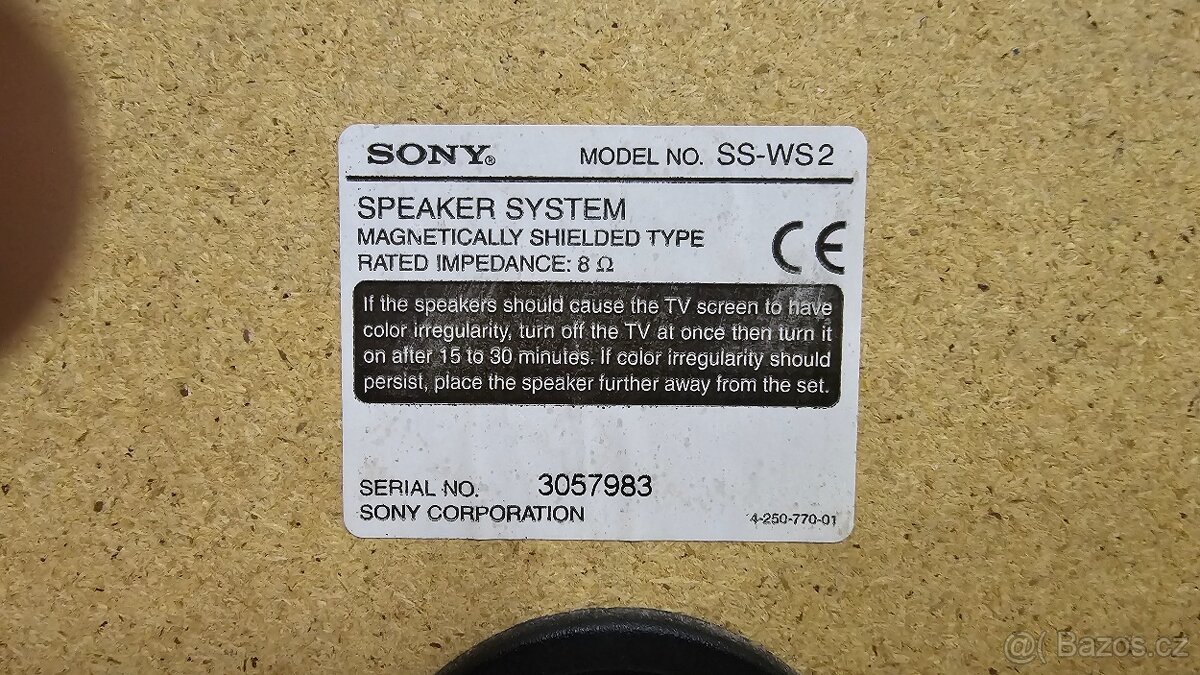 SONY® MODEL NO. SS-WS2
SPEAKER SYSTEM
MAGNETICALLY SHIELDED TYPE
RATED IMPEDANCE: 8 Ω
CE
If the speakers should cause the TV screen to have
color irregularity, turn off the TV at once then turn it
on after 15 to 30 minutes. If color irregularity should
persist, place the speaker further away from the set.
SERIAL NO. 3057983
SONY CORPORATION 4-250-770-01
@( Bazos.cz